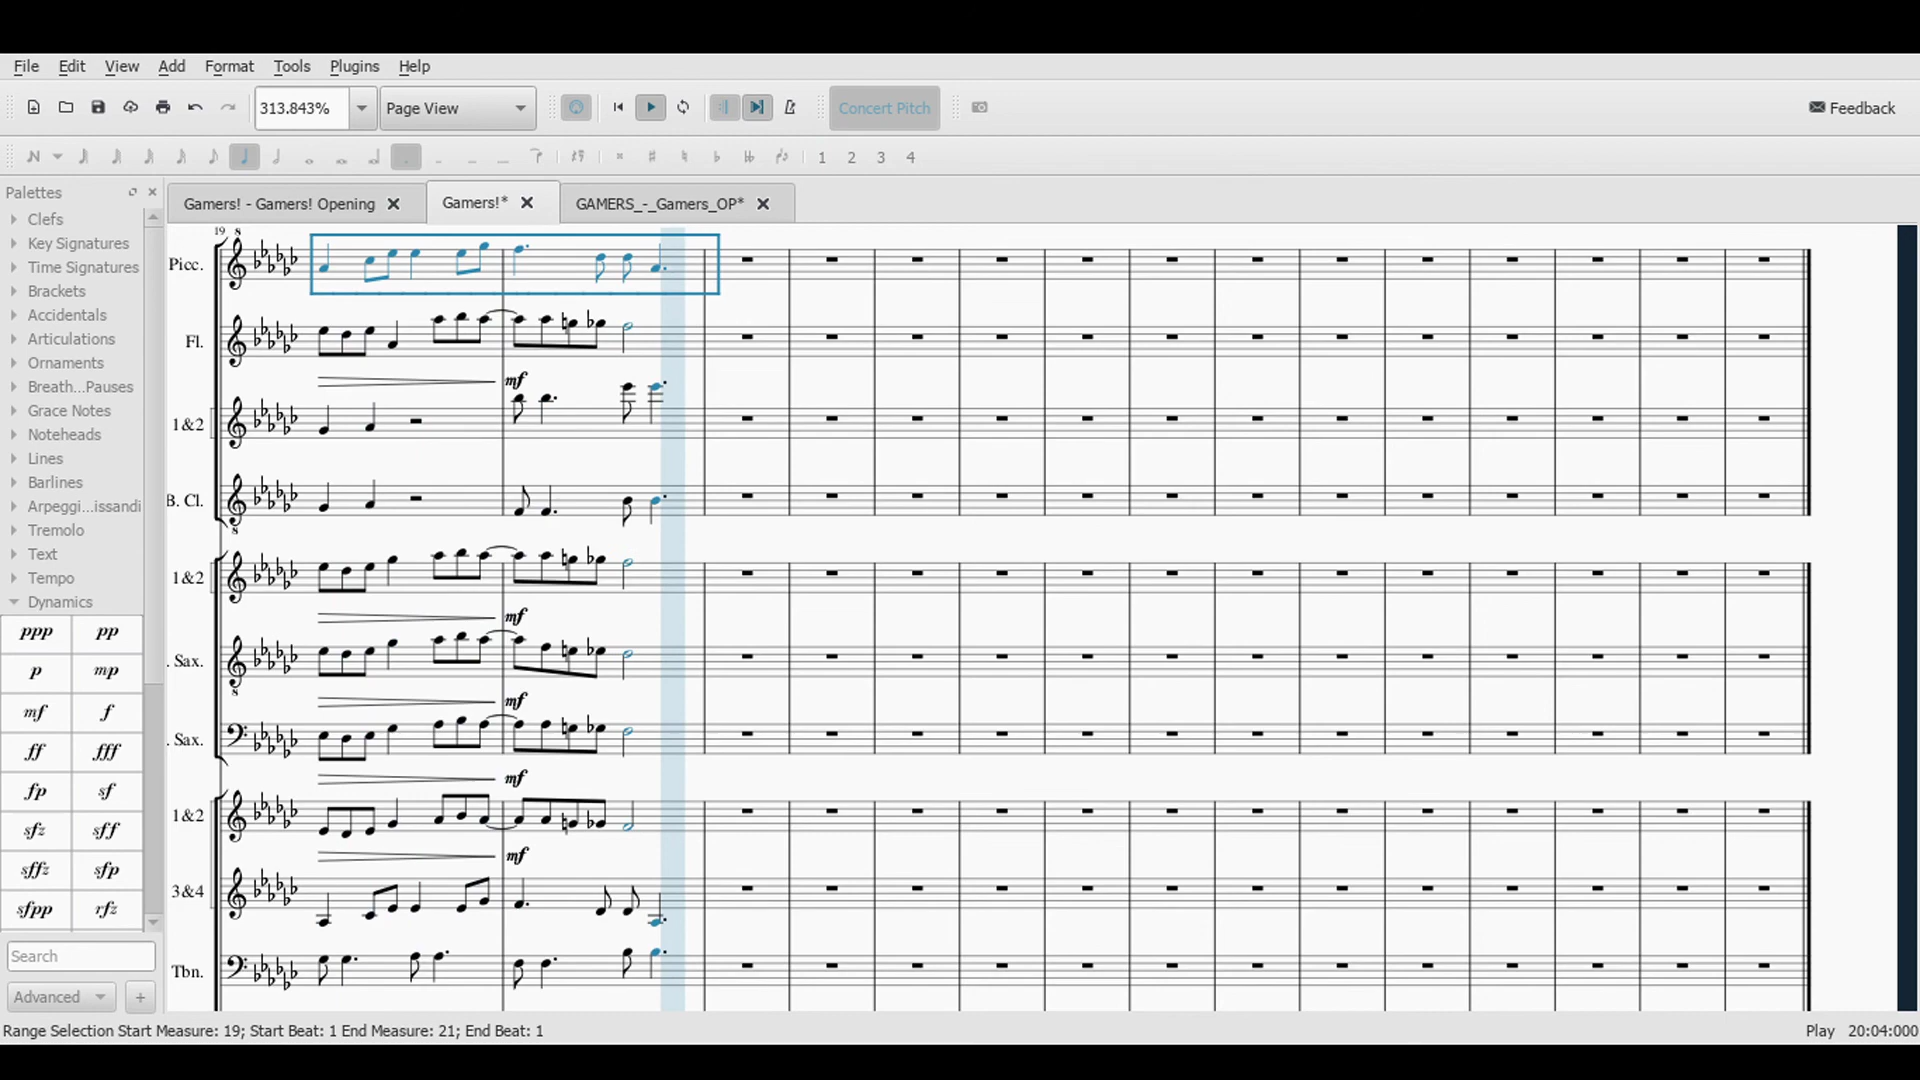 File Edit View Add Format Tools Plugins Help
313.843% Page View Concert Pitch Feedback
1 2 3 4
Palettes
Gamers! - Gamers! Opening Gamers!* GAMERS_-_Gamers_OP*
Clefs
Key Signatures
Time Signatures
Brackets
Accidentals
Articulations
Ornaments
Breath...Pauses
Grace Notes
Noteheads
Lines
Barlines
Arpeggi...issandi
Tremolo
Text
Tempo
Dynamics
ppp pp
p mp
mf f
ff fff
fp sf
sfz sff
sffz sfp
sfpp rfz
Search
Advanced +
19 8
Picc.
Fl.
mf
1&2
B. Cl.
8
1&2
mf
. Sax.
8
mf
. Sax.
mf
1&2
mf
3&4
Tbn.
Range Selection Start Measure: 19; Start Beat: 1 End Measure: 21; End Beat: 1
Play 20:04:000